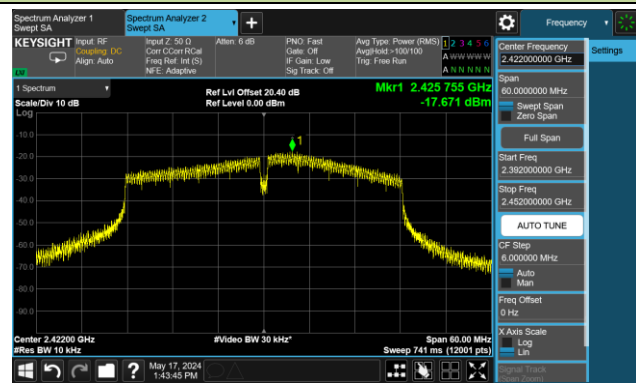 Spectrum Analyzer 1
Swept SA
Spectrum Analyzer 2
Swept SA
Frequency
KEYSIGHT
Input: RF
Coupling: DC
Align: Auto
Input Z: 50 Ω
Corr CCorr RCal
Freq Ref: Int (S)
NFE: Adaptive
Atten: 6 dB
PNO: Fast
Gate: Off
IF Gain: Low
Sig Track: Off
Avg Type: Power (RMS)
Avg|Hold:>100/100
Trig: Free Run
1 2 3 4 5 6
A W W W W W
A N N N N N
LU
1 Spectrum
Scale/Div 10 dB
Log
Ref Lvl Offset 20.40 dB
Ref Level 0.00 dBm
Mkr1 2.425 755 GHz
-17.671 dBm
1
-10.0
-20.0
-30.0
-40.0
-50.0
-60.0
-70.0
-80.0
-90.0
Center 2.42200 GHz
#Res BW 10 kHz
#Video BW 30 kHz*
Span 60.00 MHz
Sweep 741 ms (12001 pts)
May 17, 2024
1:43:45 PM
Center Frequency
2.422000000 GHz
Settings
Span
60.0000000 MHz
Swept Span
Zero Span
Full Span
Start Freq
2.392000000 GHz
Stop Freq
2.452000000 GHz
AUTO TUNE
CF Step
6.000000 MHz
Auto
Man
Freq Offset
0 Hz
X Axis Scale
Log
Lin
Signal Track
(Span Zoom)